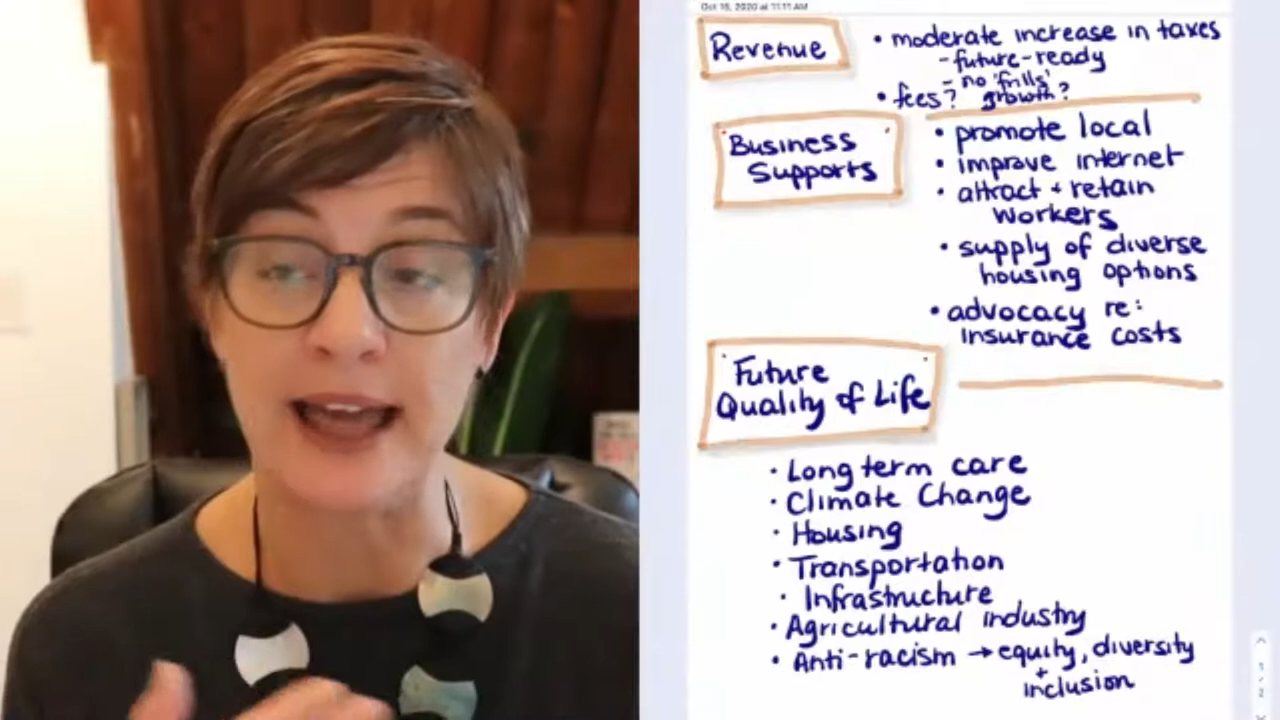 Oct 16, 2020 at 11:11 AM
Revenue
• moderate increase in taxes
- future-ready
- no 'frills'
• fees? growth?
Business
Supports
• promote local
• improve internet
• attract + retain
workers
• supply of diverse
housing options
• advocacy re:
insurance costs
Future
Quality of Life
• Long term care
• Climate Change
• Housing
• Transportation
• Infrastructure
• Agricultural industry
• Anti-racism → equity, diversity
+
inclusion
1
/
2